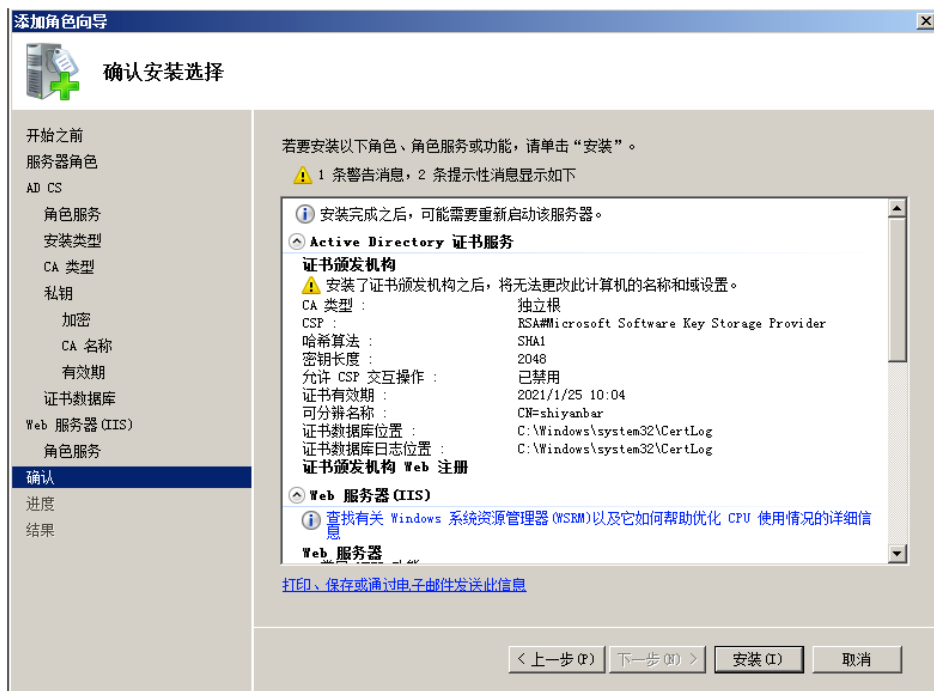 添加角色向导
确认安装选择
开始之前
服务器角色
AD CS
角色服务
安装类型
CA 类型
私钥
加密
CA 名称
有效期
证书数据库
Web 服务器(IIS)
角色服务
确认
进度
结果
若要安装以下角色、角色服务或功能，请单击“安装”。
1 条警告消息，2 条提示性消息显示如下
安装完成之后，可能需要重新启动该服务器。
Active Directory 证书服务
证书颁发机构
安装了证书颁发机构之后，将无法更改此计算机的名称和域设置。
CA 类型 : 独立根
CSP : RSA#Microsoft Software Key Storage Provider
哈希算法 : SHA1
密钥长度 : 2048
允许 CSP 交互操作 : 已禁用
证书有效期 : 2021/1/25 10:04
可分辨名称 : CN=shiyanbar
证书数据库位置 : C:\Windows\system32\CertLog
证书数据库日志位置 : C:\Windows\system32\CertLog
证书颁发机构 Web 注册
Web 服务器(IIS)
查找有关 Windows 系统资源管理器(WSRM)以及它如何帮助优化 CPU 使用情况的详细信
息
Web 服务器
打印、保存或通过电子邮件发送此信息
< 上一步(P)
下一步(N) >
安装(I)
取消